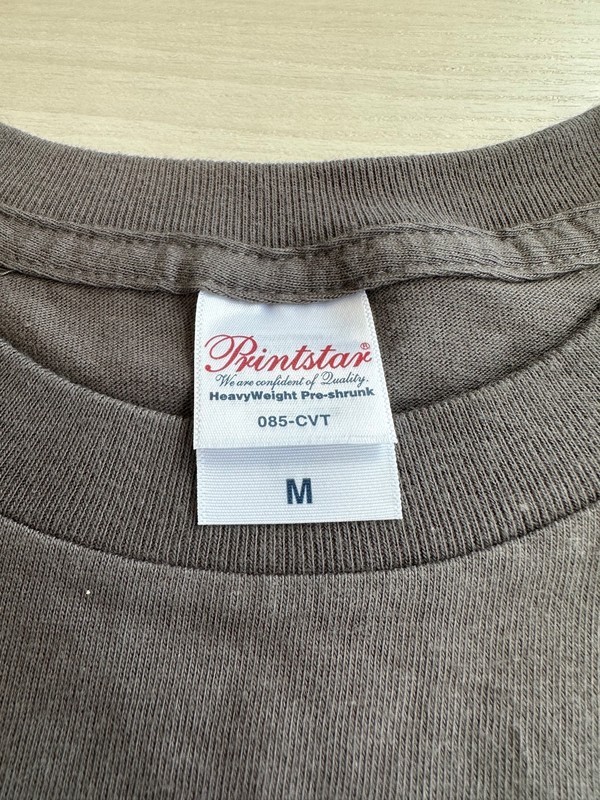 Printstar®
We are confident of Quality.
HeavyWeight Pre-shrunk
085-CVT
M